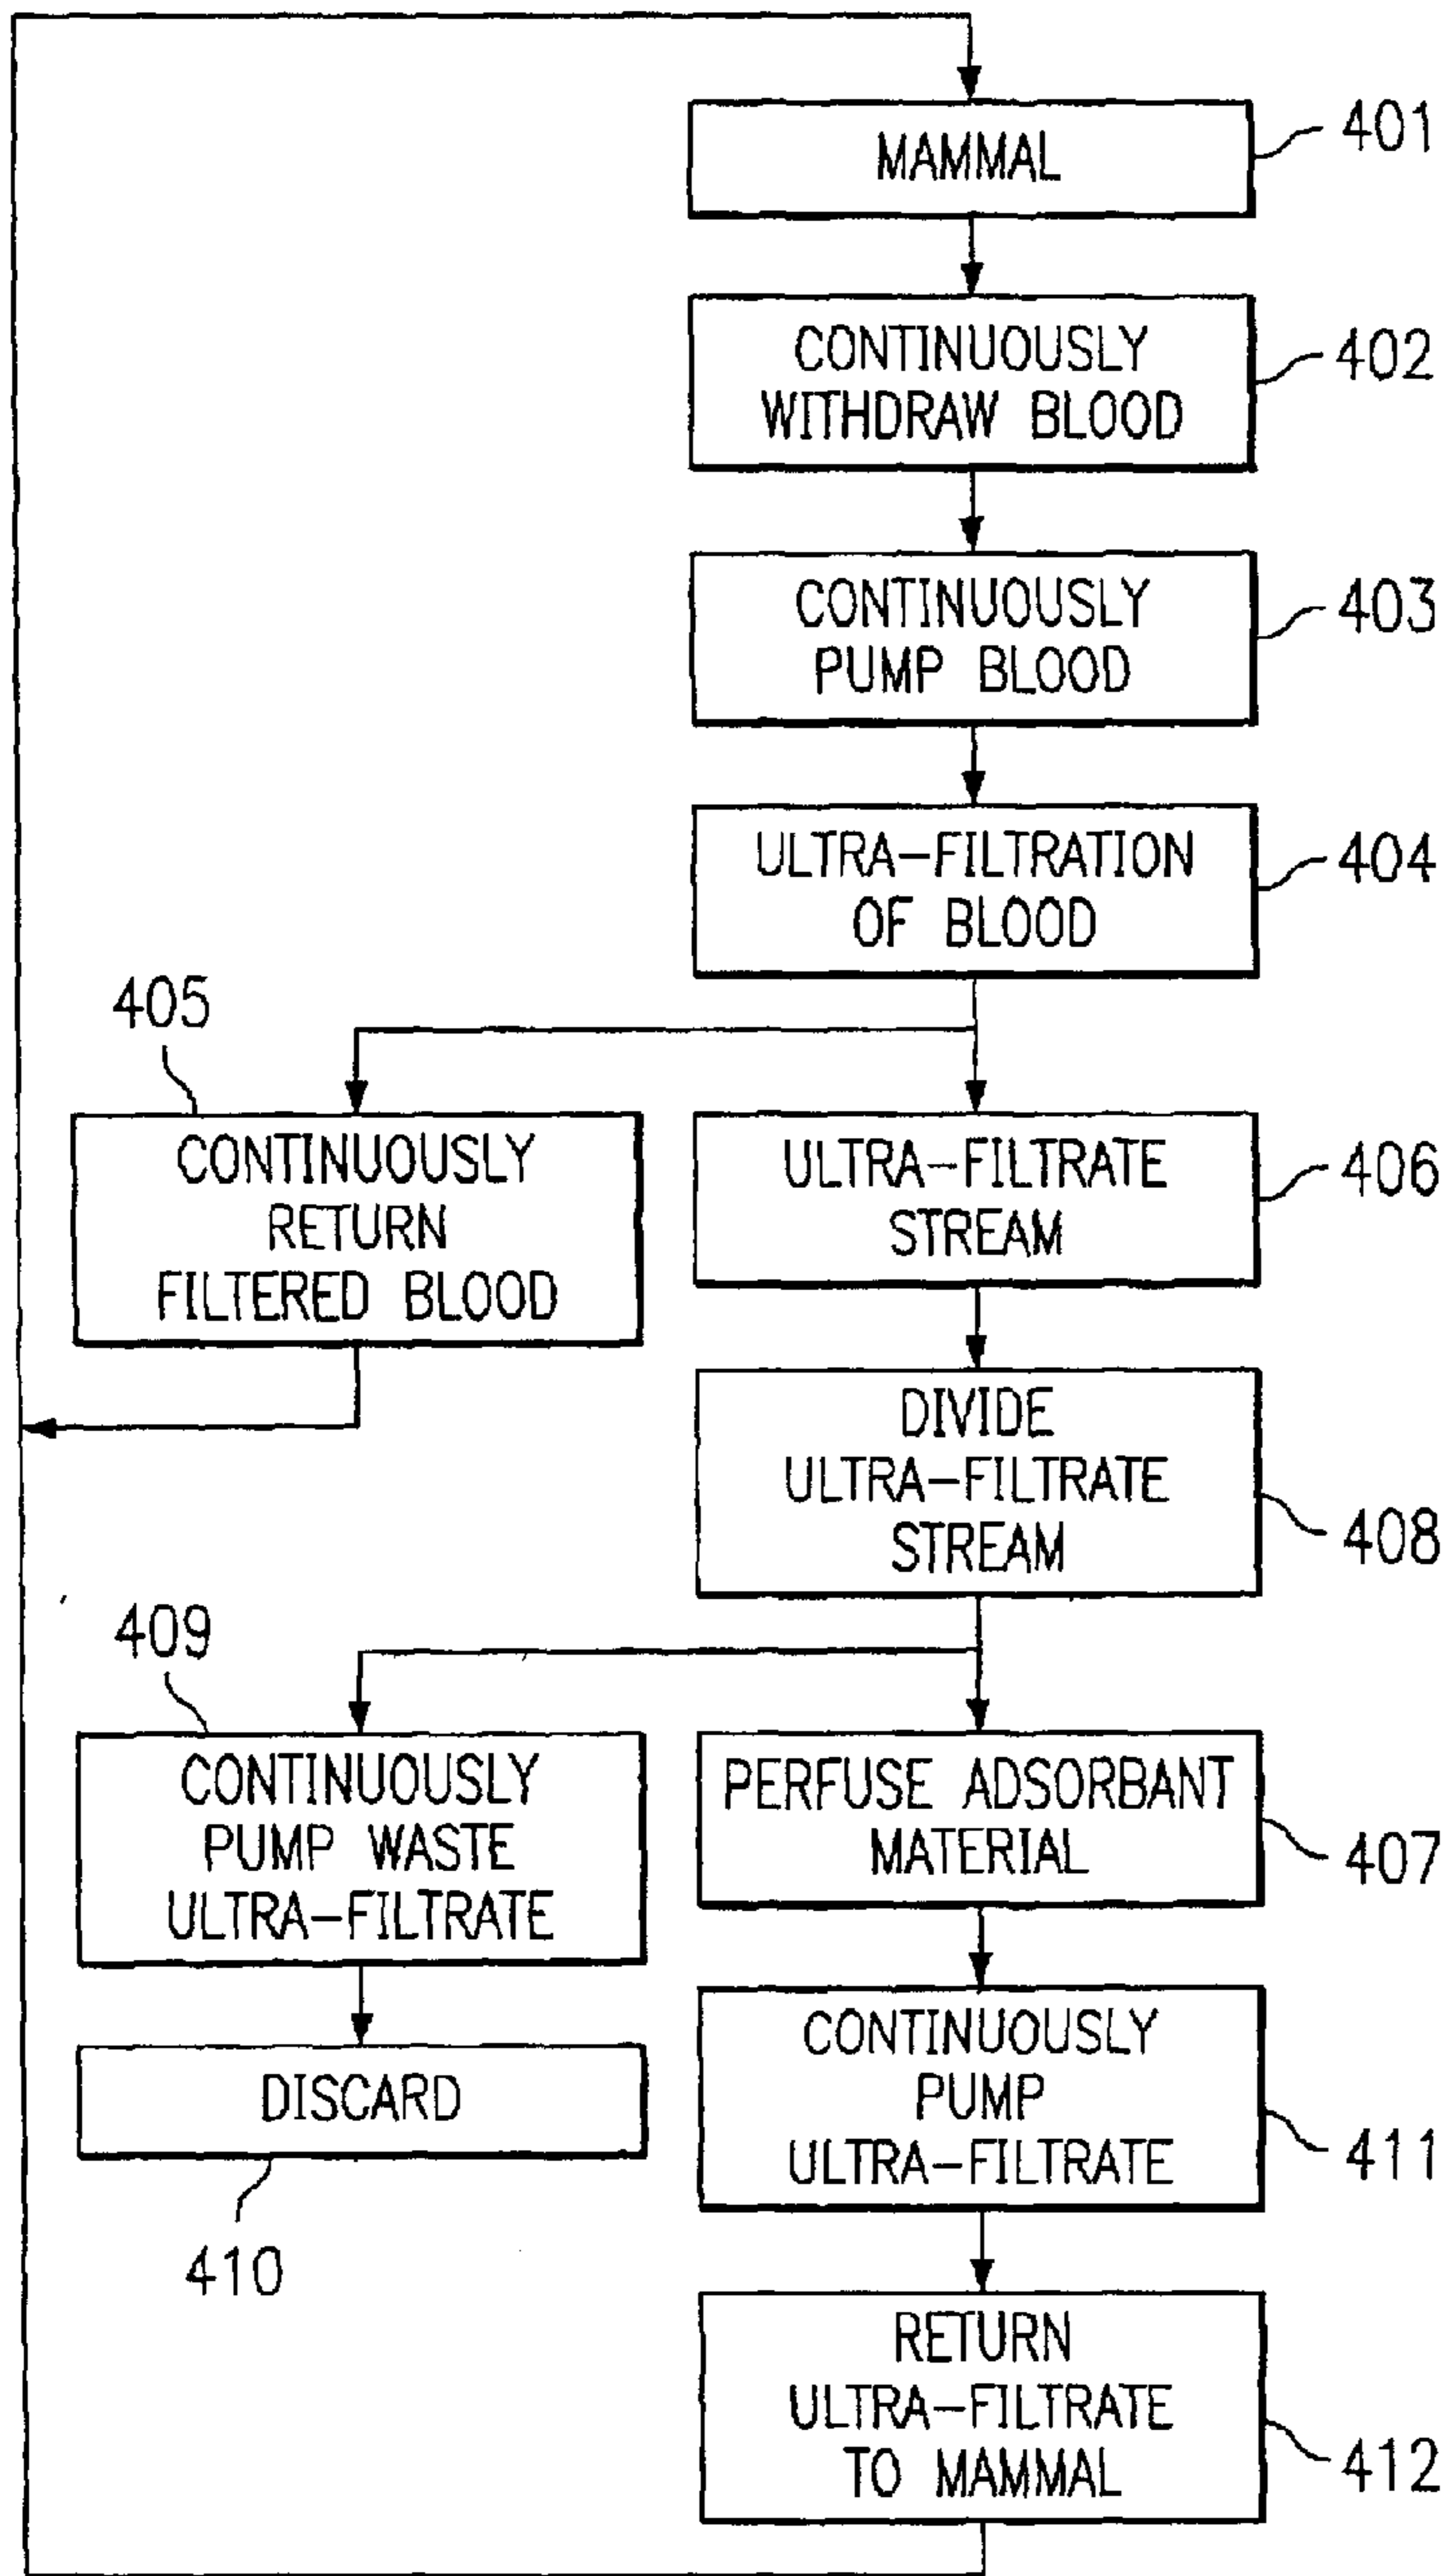 MAMMAL
401
CONTINUOUSLY
WITHDRAW BLOOD
402
CONTINUOUSLY
PUMP BLOOD
403
ULTRA-FILTRATION
OF BLOOD
404
405
CONTINUOUSLY
RETURN
FILTERED BLOOD
ULTRA-FILTRATE
STREAM
406
DIVIDE
ULTRA-FILTRATE
STREAM
408
409
CONTINUOUSLY
PUMP WASTE
ULTRA-FILTRATE
PERFUSE ADSORBANT
MATERIAL
407
DISCARD
410
CONTINUOUSLY
PUMP
ULTRA-FILTRATE
411
RETURN
ULTRA-FILTRATE
TO MAMMAL
412